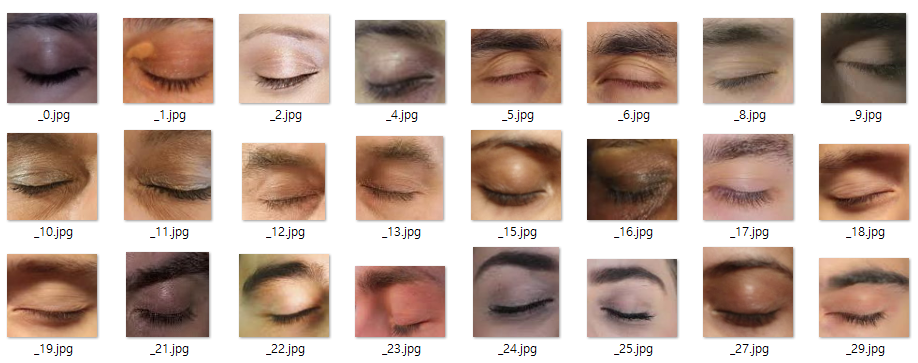 _0.jpg _1.jpg _2.jpg _4.jpg _5.jpg _6.jpg _8.jpg _9.jpg
_10.jpg _11.jpg _12.jpg _13.jpg _15.jpg _16.jpg _17.jpg _18.jpg
_19.jpg _21.jpg _22.jpg _23.jpg _24.jpg _25.jpg _27.jpg _29.jpg